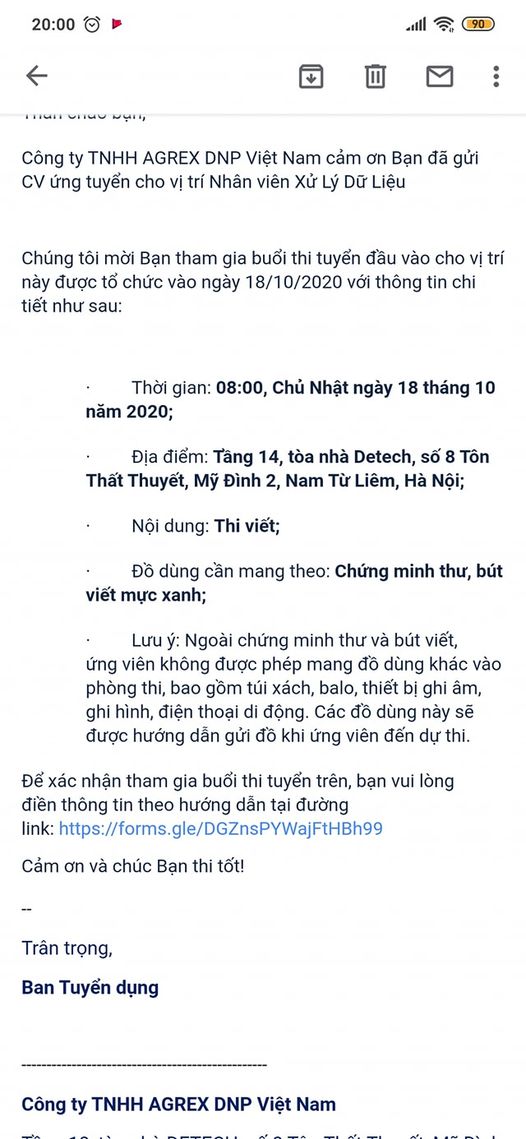 20:00
90
Công ty TNHH AGREX DNP Việt Nam cảm ơn Bạn đã gửi
CV ứng tuyển cho vị trí Nhân viên Xử Lý Dữ Liệu
Chúng tôi mời Bạn tham gia buổi thi tuyển đầu vào cho vị trí
này được tổ chức vào ngày 18/10/2020 với thông tin chi
tiết như sau:
· Thời gian: 08:00, Chủ Nhật ngày 18 tháng 10
năm 2020;
· Địa điểm: Tầng 14, tòa nhà Detech, số 8 Tôn
Thất Thuyết, Mỹ Đình 2, Nam Từ Liêm, Hà Nội;
· Nội dung: Thi viết;
· Đồ dùng cần mang theo: Chứng minh thư, bút
viết mực xanh;
· Lưu ý: Ngoài chứng minh thư và bút viết,
ứng viên không được phép mang đồ dùng khác vào
phòng thi, bao gồm túi xách, balo, thiết bị ghi âm,
ghi hình, điện thoại di động. Các đồ dùng này sẽ
được hướng dẫn gửi đồ khi ứng viên đến dự thi.
Để xác nhận tham gia buổi thi tuyển trên, bạn vui lòng
điền thông tin theo hướng dẫn tại đường
link: https://forms.gle/DGZnsPYWajFtHBh99
Cảm ơn và chúc Bạn thi tốt!
--
Trân trọng,
Ban Tuyển dụng
-------------------------------------------------
Công ty TNHH AGREX DNP Việt Nam